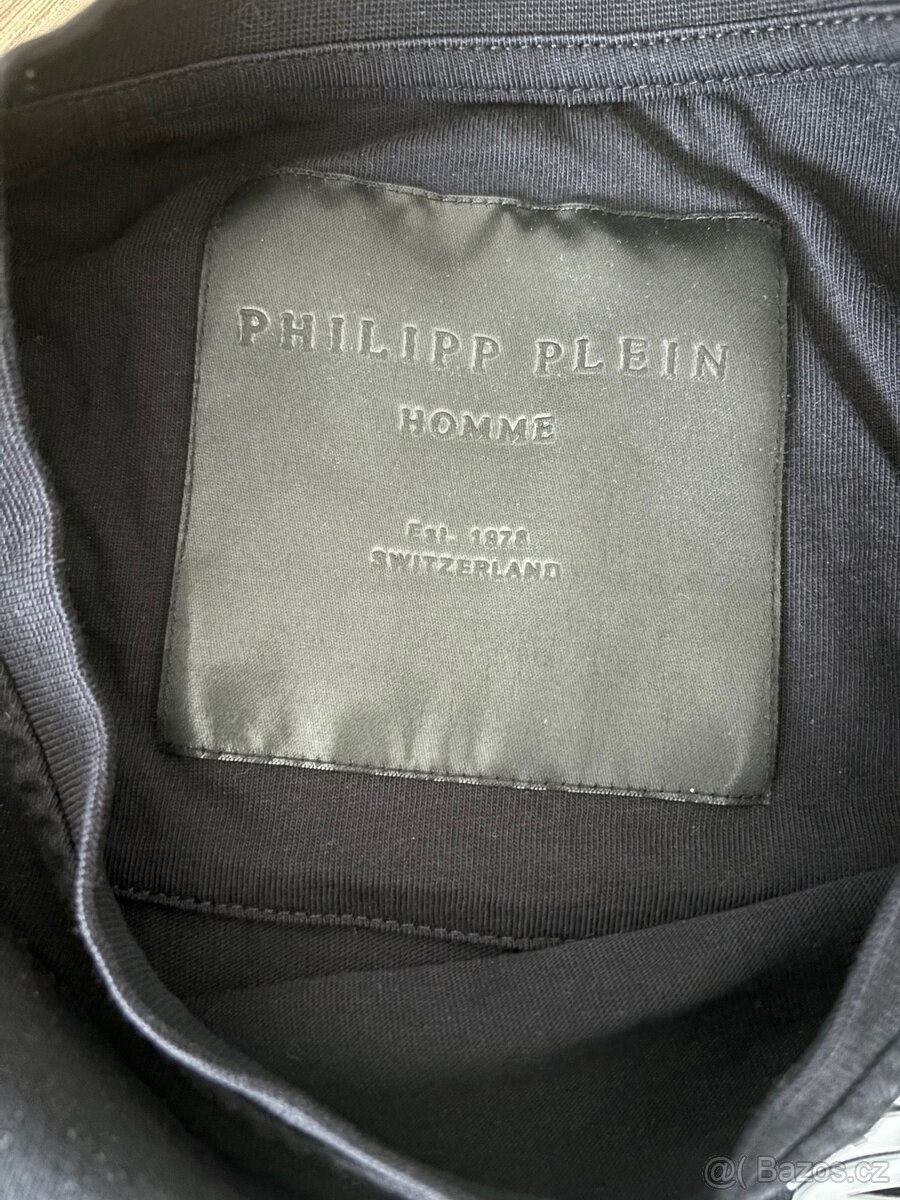 PHILIPP PLEIN
HOMME
Est. 1978
SWITZERLAND
@( Bazos.cz